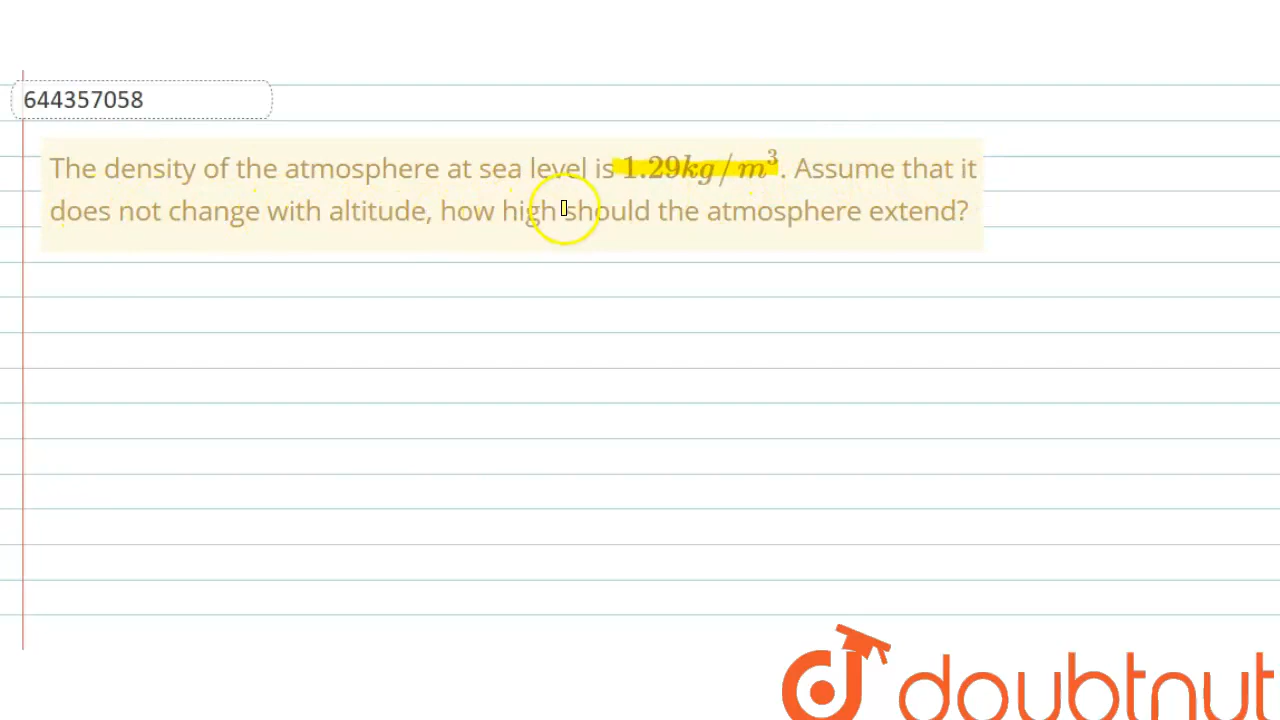 644357058
The density of the atmosphere at sea level is 1.29kg/m³. Assume that it
does not change with altitude, how high should the atmosphere extend?
doubtnut